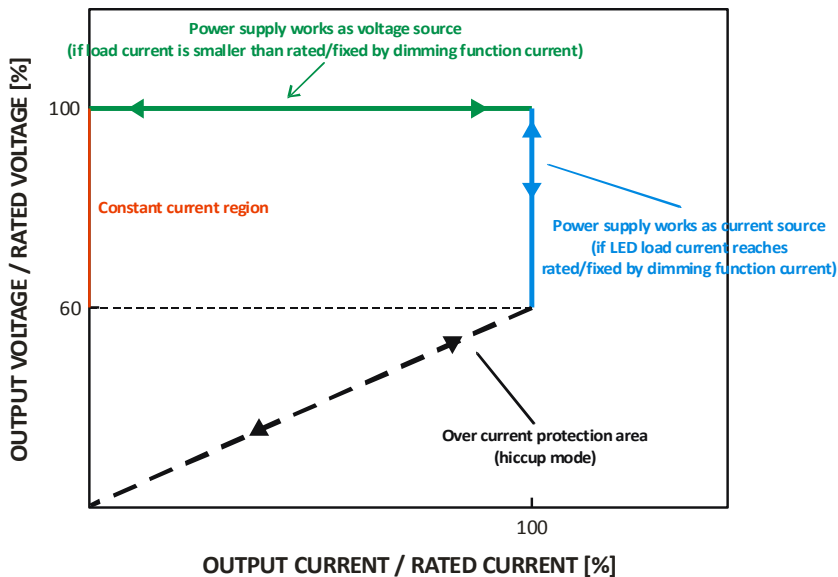 Power supply works as voltage source
(if load current is smaller than rated/fixed by dimming function current)
OUTPUT VOLTAGE / RATED VOLTAGE [%]
100
Constant current region
Power supply works as current source
(if LED load current reaches
rated/fixed by dimming function current)
60
Over current protection area
(hiccup mode)
100
OUTPUT CURRENT / RATED CURRENT [%]